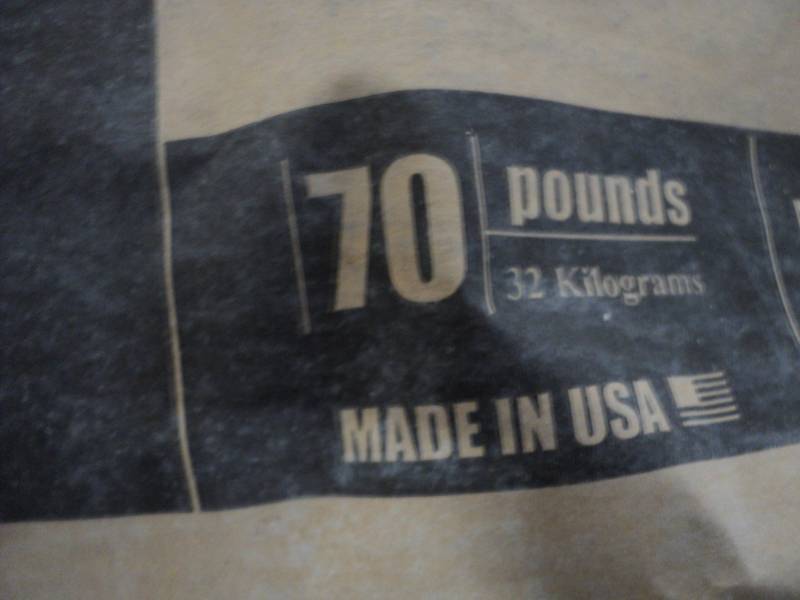 70 pounds
32 Kilograms
MADE IN USA